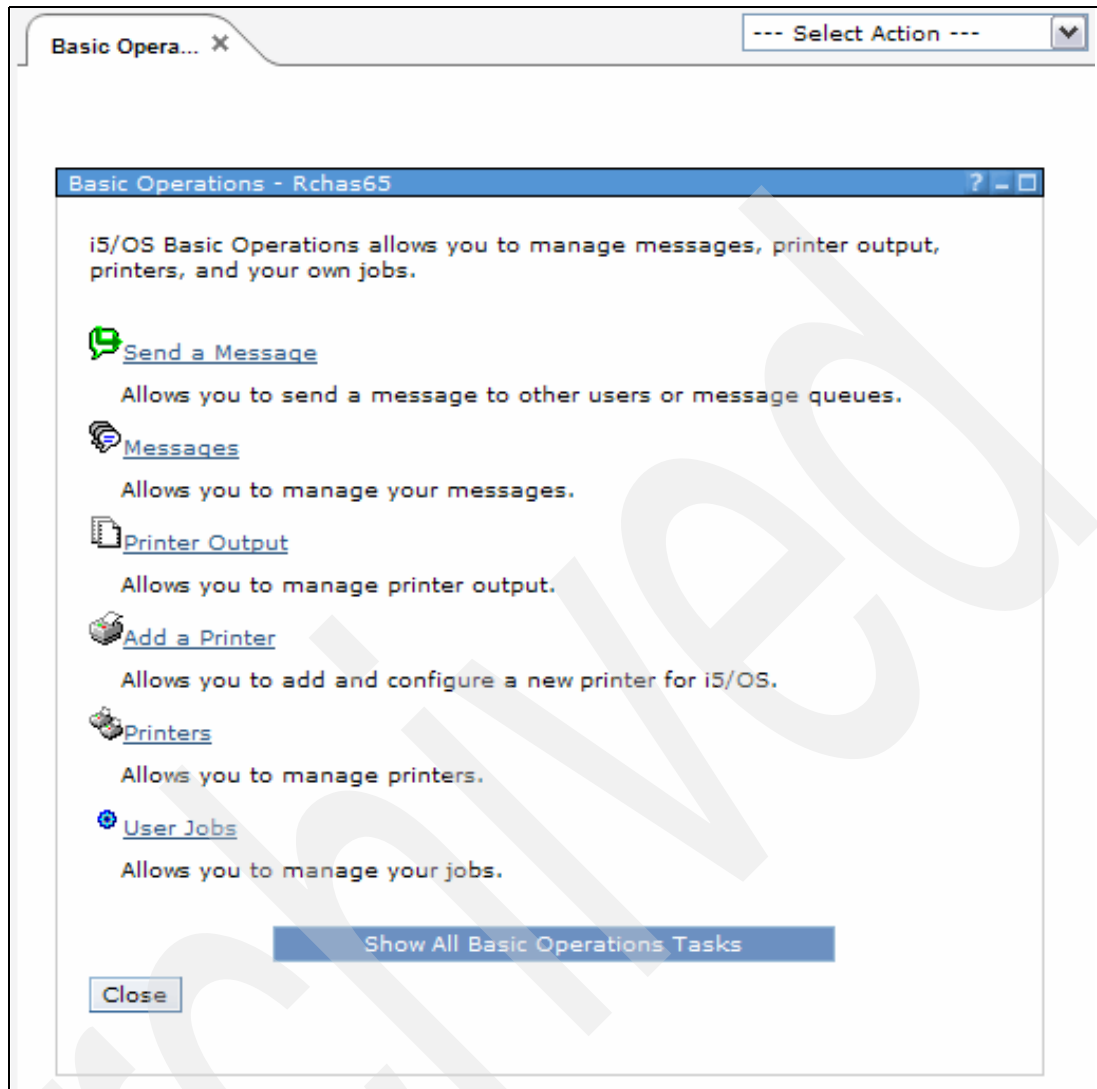 Basic Opera... ×
--- Select Action ---
Basic Operations - Rchas65
i5/OS Basic Operations allows you to manage messages, printer output,
printers, and your own jobs.
Send a Message
Allows you to send a message to other users or message queues.
Messages
Allows you to manage your messages.
Printer Output
Allows you to manage printer output.
Add a Printer
Allows you to add and configure a new printer for i5/OS.
Printers
Allows you to manage printers.
User Jobs
Allows you to manage your jobs.
Show All Basic Operations Tasks
Close